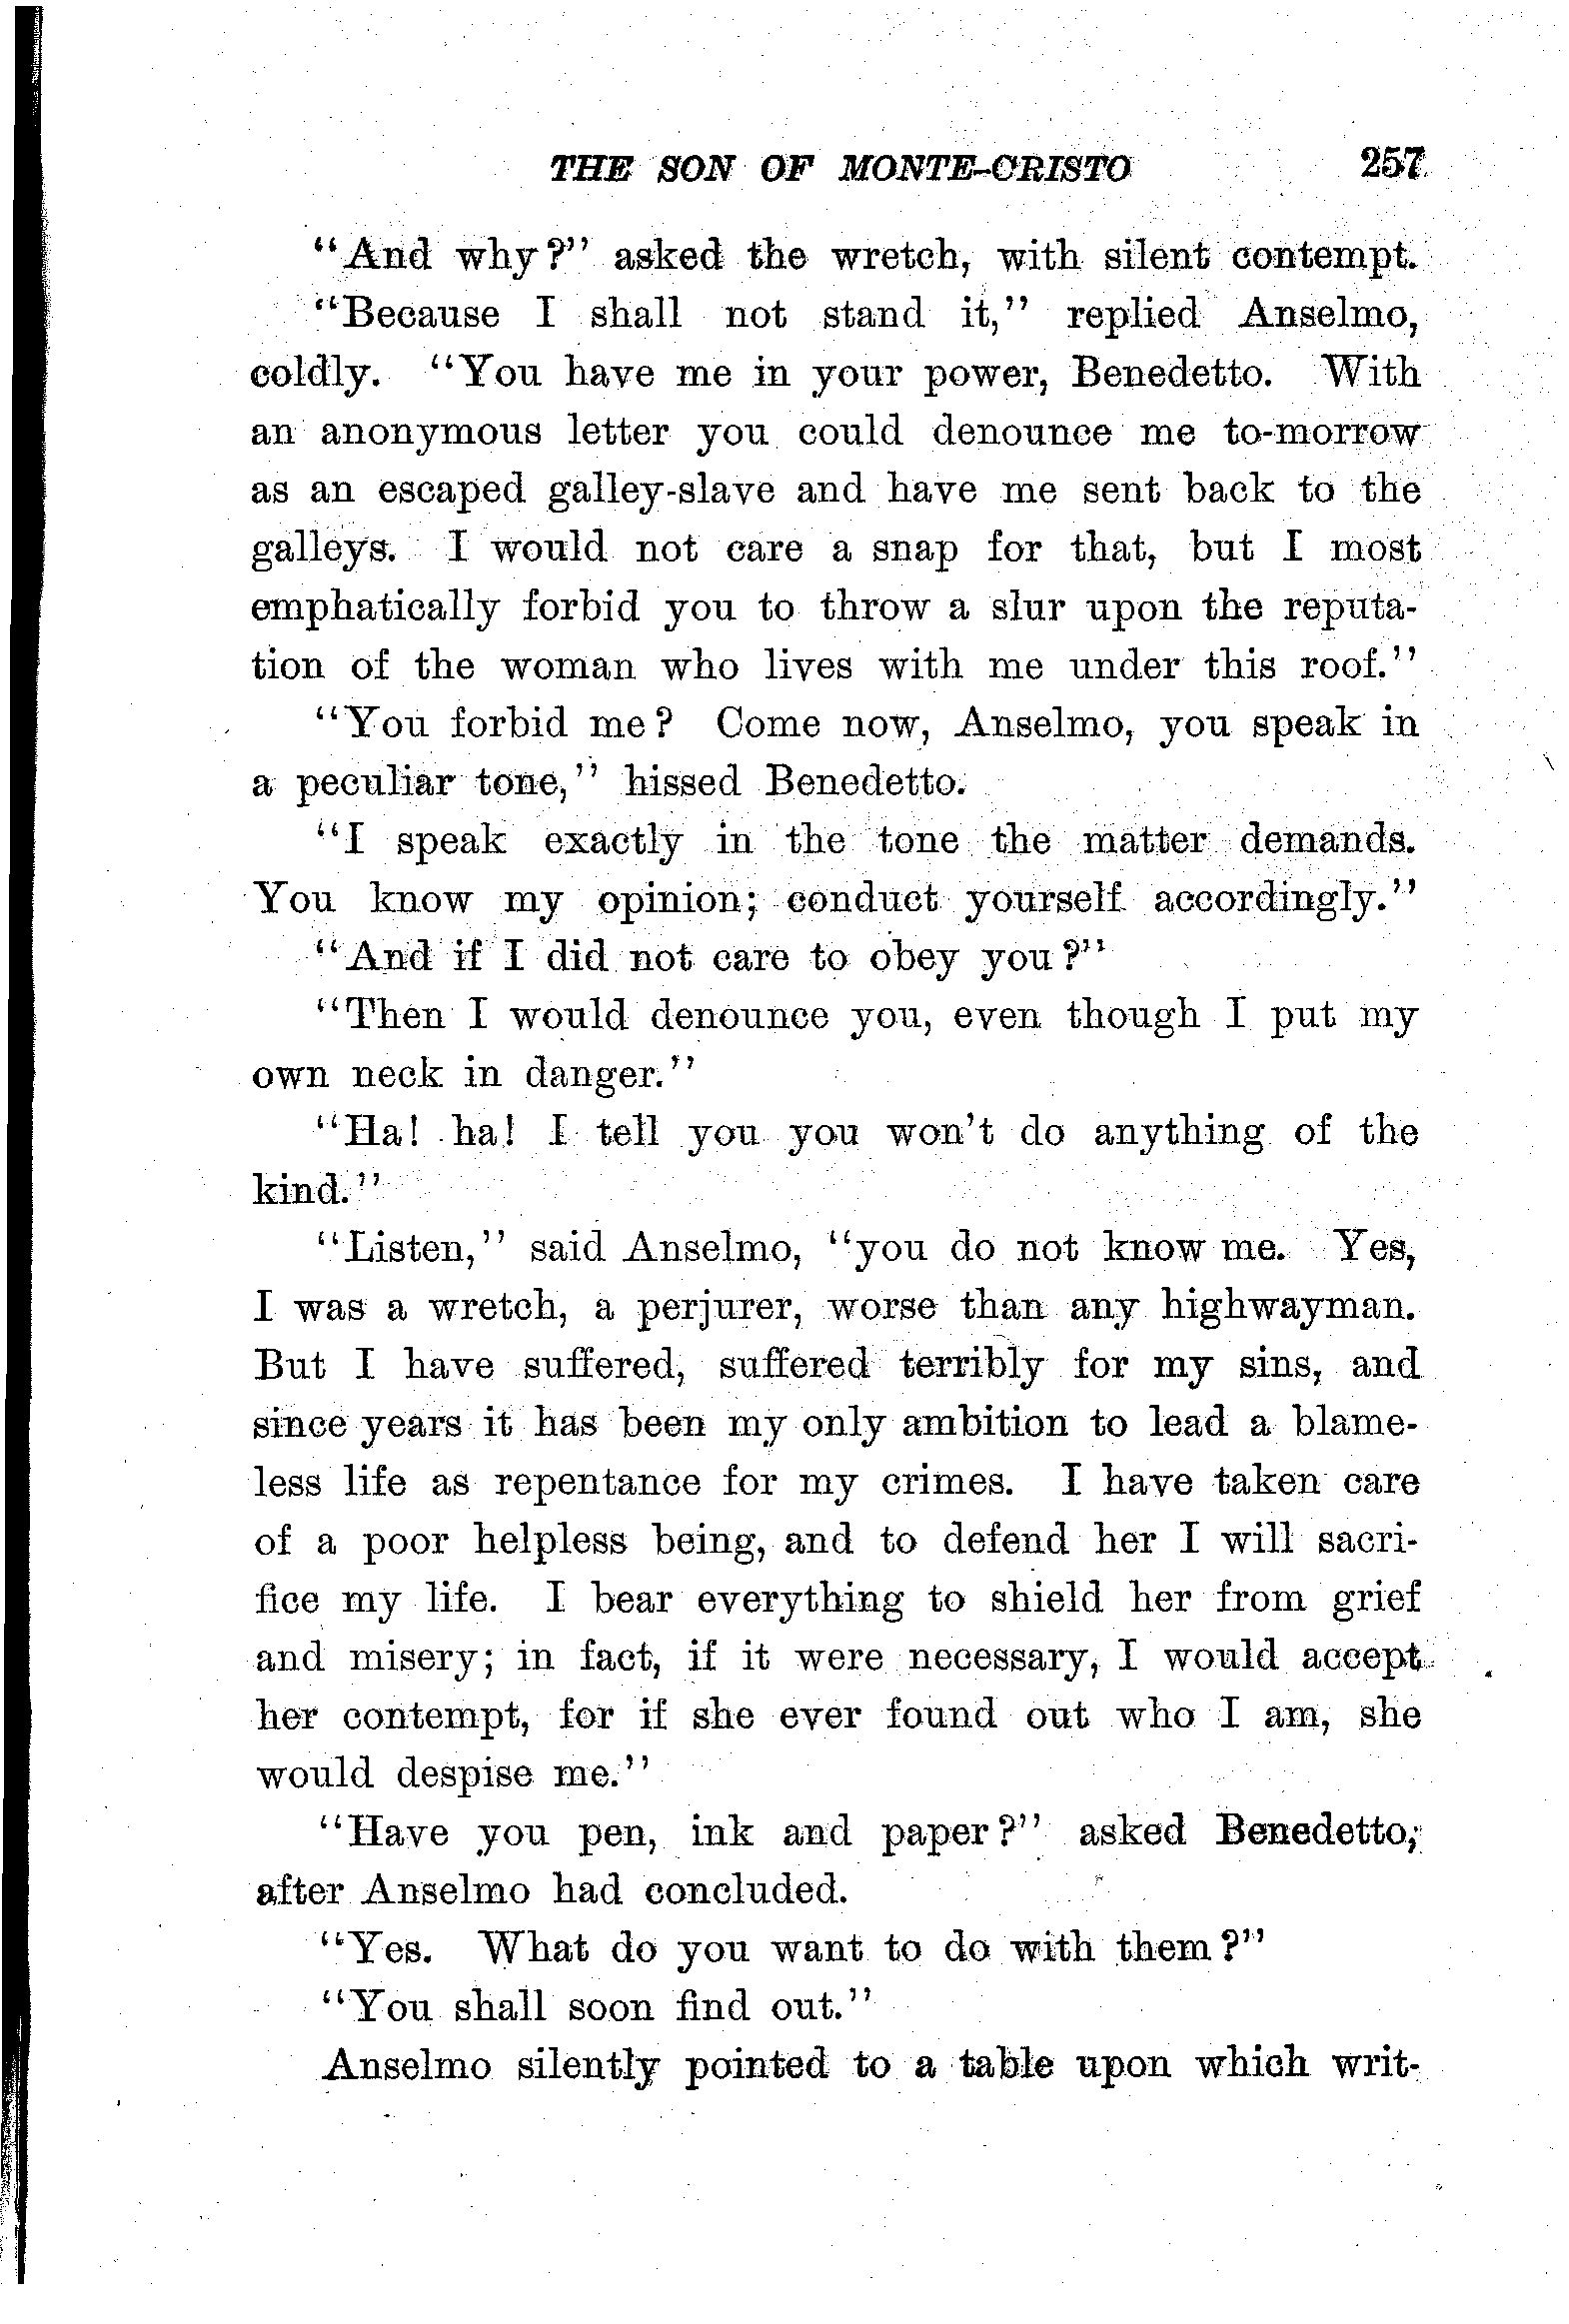 THE SON OF MONTE-CRISTO 257
"And why?" asked the wretch, with silent contempt.
"Because I shall not stand it," replied Anselmo,
coldly. "You have me in your power, Benedetto. With
an anonymous letter you could denounce me to-morrow
as an escaped galley-slave and have me sent back to the
galleys. I would not care a snap for that, but I most
emphatically forbid you to throw a slur upon the reputa-
tion of the woman who lives with me under this roof."
"You forbid me? Come now, Anselmo, you speak in
a peculiar tone," hissed Benedetto.
"I speak exactly in the tone the matter demands.
You know my opinion; conduct yourself accordingly."
"And if I did not care to obey you?"
"Then I would denounce you, even though I put my
own neck in danger."
"Ha! ha! I tell you you won't do anything of the
kind."
"Listen," said Anselmo, "you do not know me. Yes,
I was a wretch, a perjurer, worse than any highwayman.
But I have suffered, suffered terribly for my sins, and
since years it has been my only ambition to lead a blame-
less life as repentance for my crimes. I have taken care
of a poor helpless being, and to defend her I will sacri-
fice my life. I bear everything to shield her from grief
and misery; in fact, if it were necessary, I would accept
her contempt, for if she ever found out who I am, she
would despise me."
"Have you pen, ink and paper?" asked Benedetto,
after Anselmo had concluded.
"Yes. What do you want to do with them?"
"You shall soon find out."
Anselmo silently pointed to a table upon which writ-